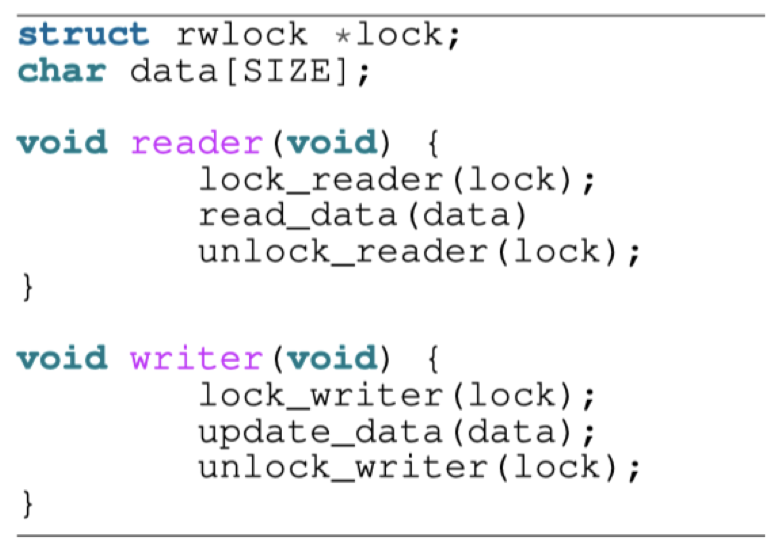 struct rwlock *lock;
char data[SIZE];

void reader(void) {
        lock_reader(lock);
        read_data(data)
        unlock_reader(lock);
}

void writer(void) {
        lock_writer(lock);
        update_data(data);
        unlock_writer(lock);
}